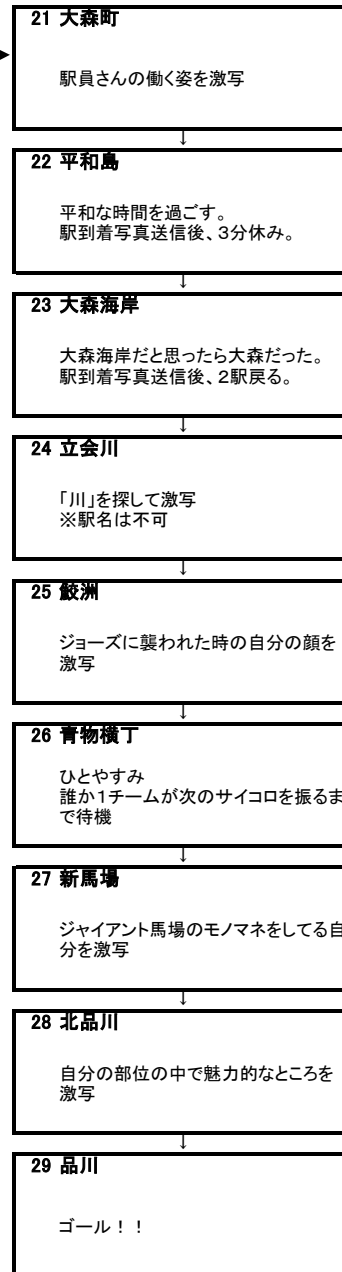 21 大森町
駅員さんの働く姿を激写
↓
22 平和島
平和な時間を過ごす。
駅到着写真送信後、3分休み。
↓
23 大森海岸
大森海岸だと思ったら大森だった。
駅到着写真送信後、2駅戻る。
↓
24 立会川
「川」を探して激写
※駅名は不可
↓
25 鮫洲
ジョーズに襲われた時の自分の顔を
激写
↓
26 青物横丁
ひとやすみ
誰か1チームが次のサイコロを振るま
で待機
↓
27 新馬場
ジャイアント馬場のモノマネをしてる自
分を激写
↓
28 北品川
自分の部位の中で魅力的なところを
激写
↓
29 品川
ゴール!!